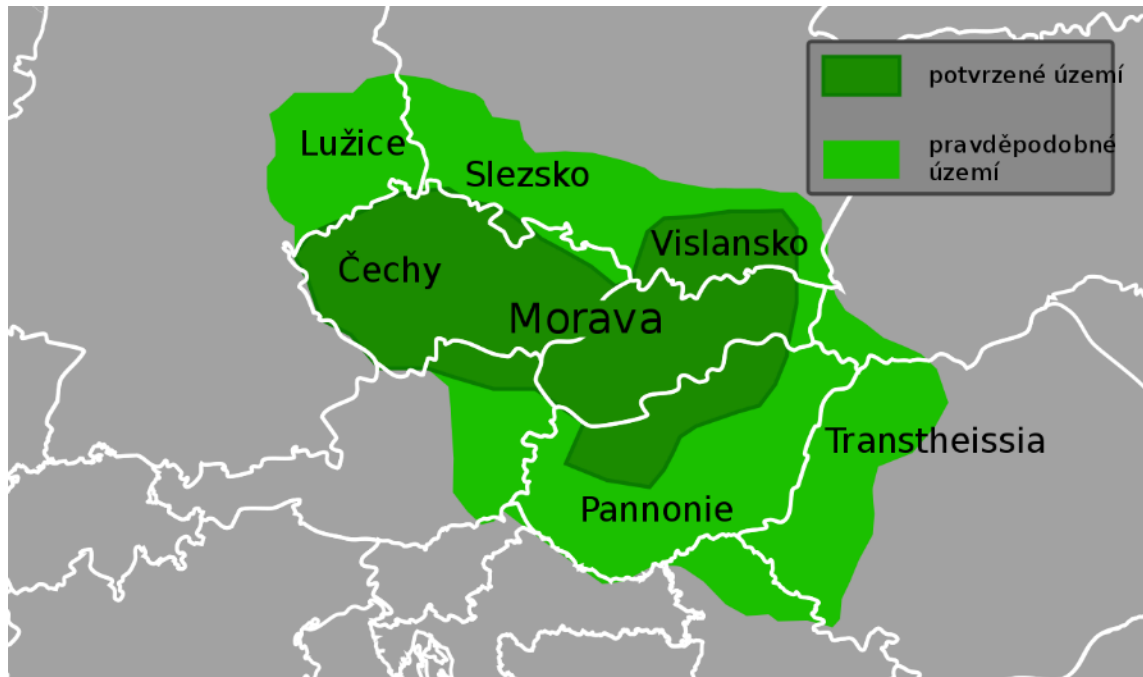 potvrzené území
pravděpodobné
území
Lužice
Slezsko
Vislansko
Čechy
Morava
Transtheissia
Pannonie